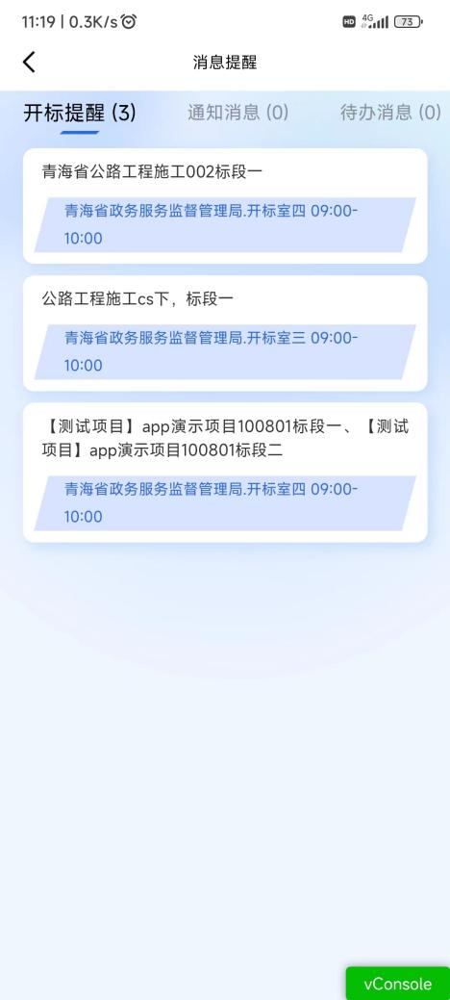 11:19 | 0.3K/s
HD 4G 73
消息提醒
开标提醒 (3) 通知消息 (0) 待办消息 (0)
青海省公路工程施工002标段一
青海省政务服务监督管理局.开标室四 09:00-
10:00
公路工程施工cs下，标段一
青海省政务服务监督管理局.开标室三 09:00-
10:00
【测试项目】app演示项目100801标段一、【测试
项目】app演示项目100801标段二
青海省政务服务监督管理局.开标室四 09:00-
10:00
vConsole